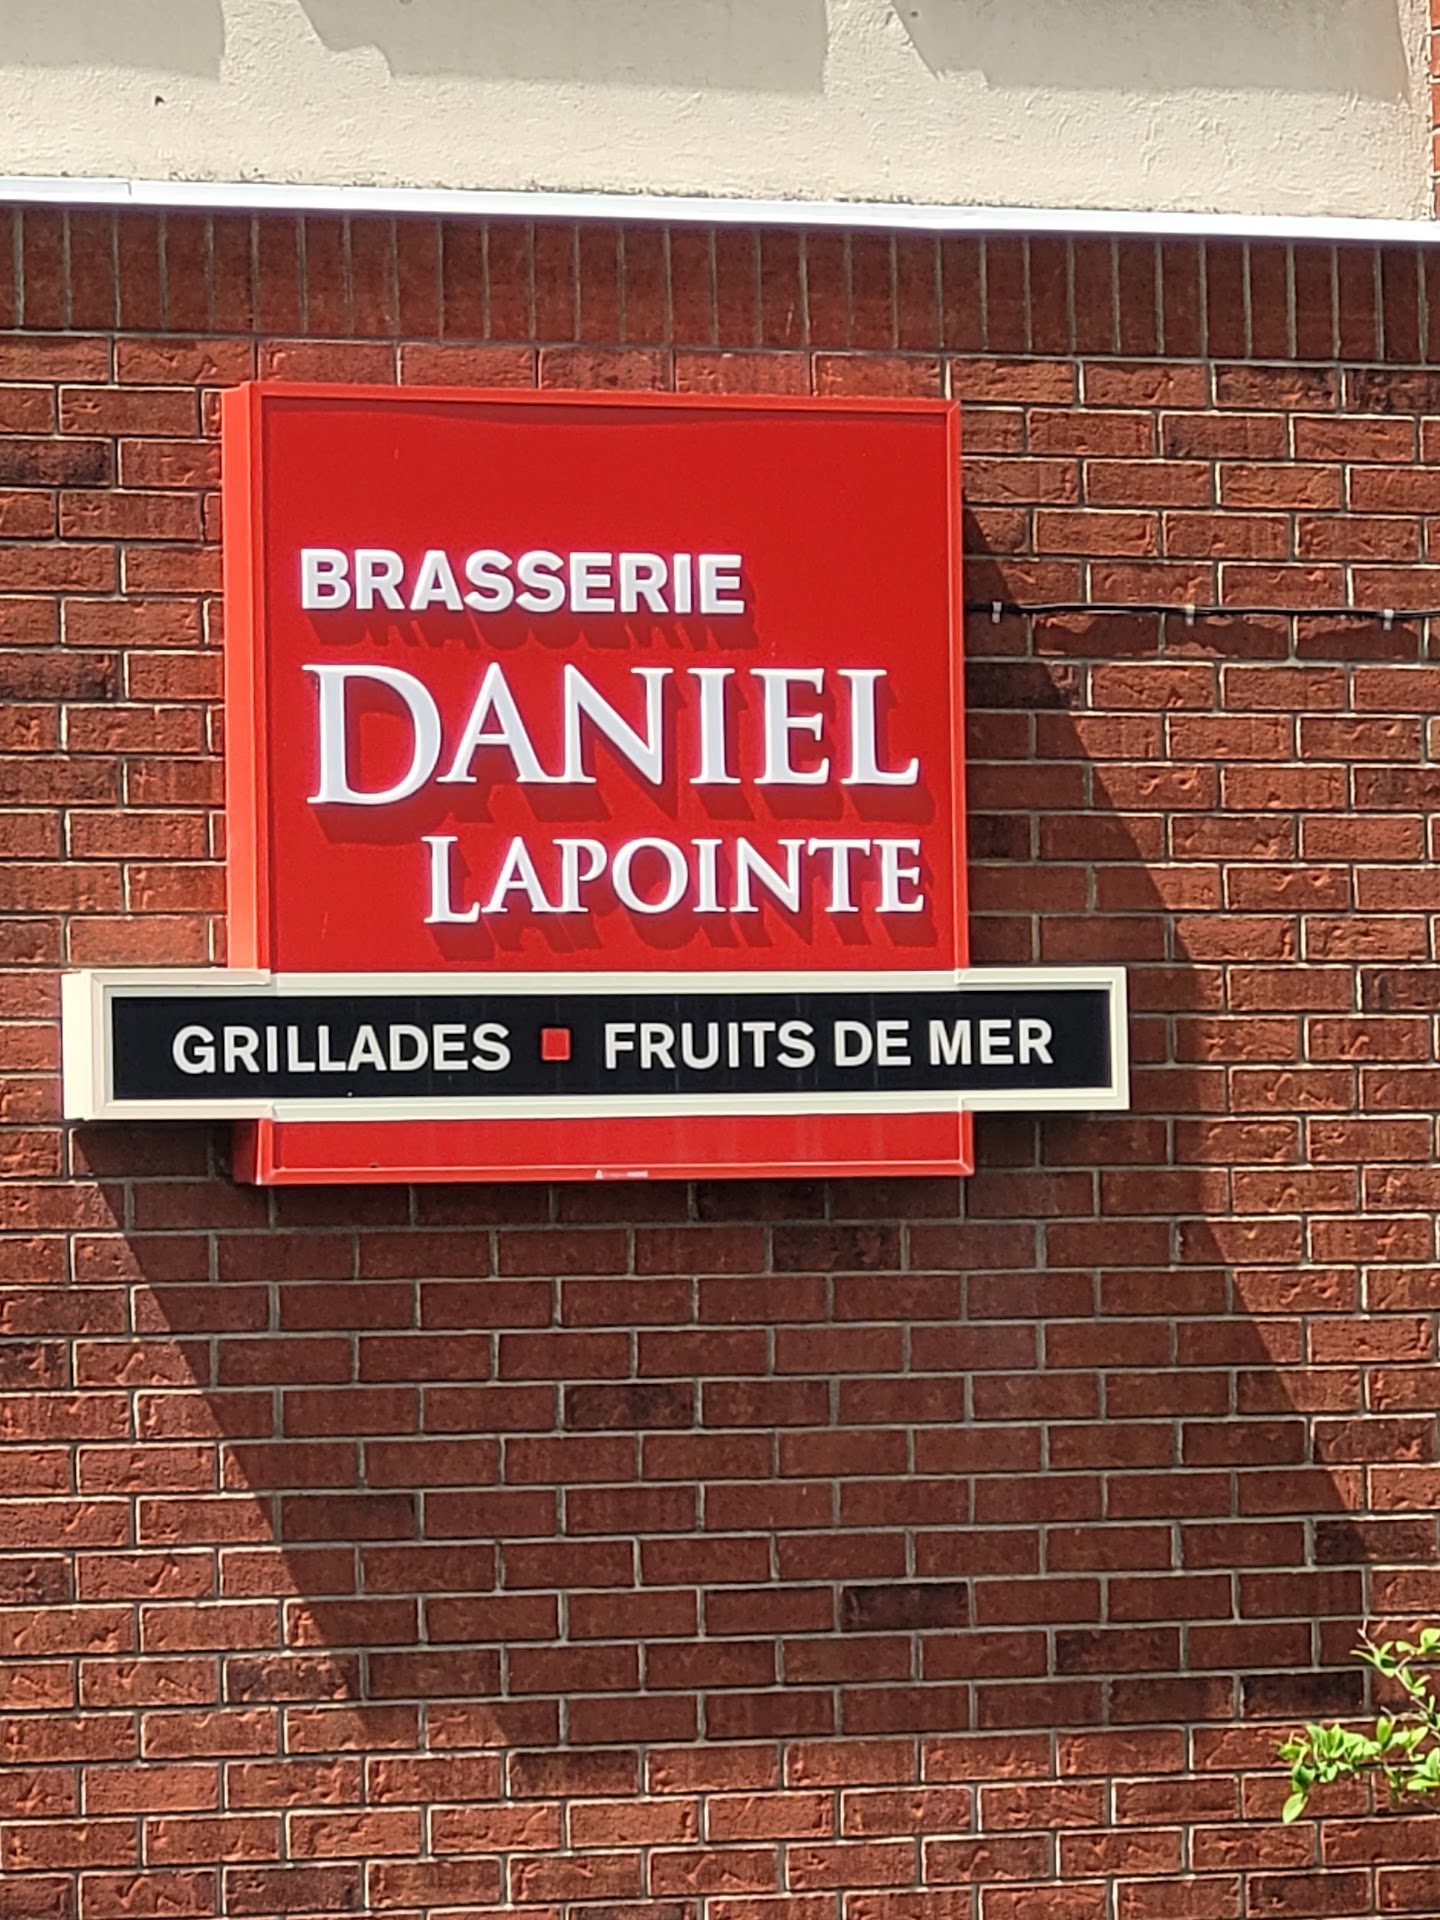 BRASSERIE
DANIEL
LAPOINTE
GRILLADES ▪ FRUITS DE MER